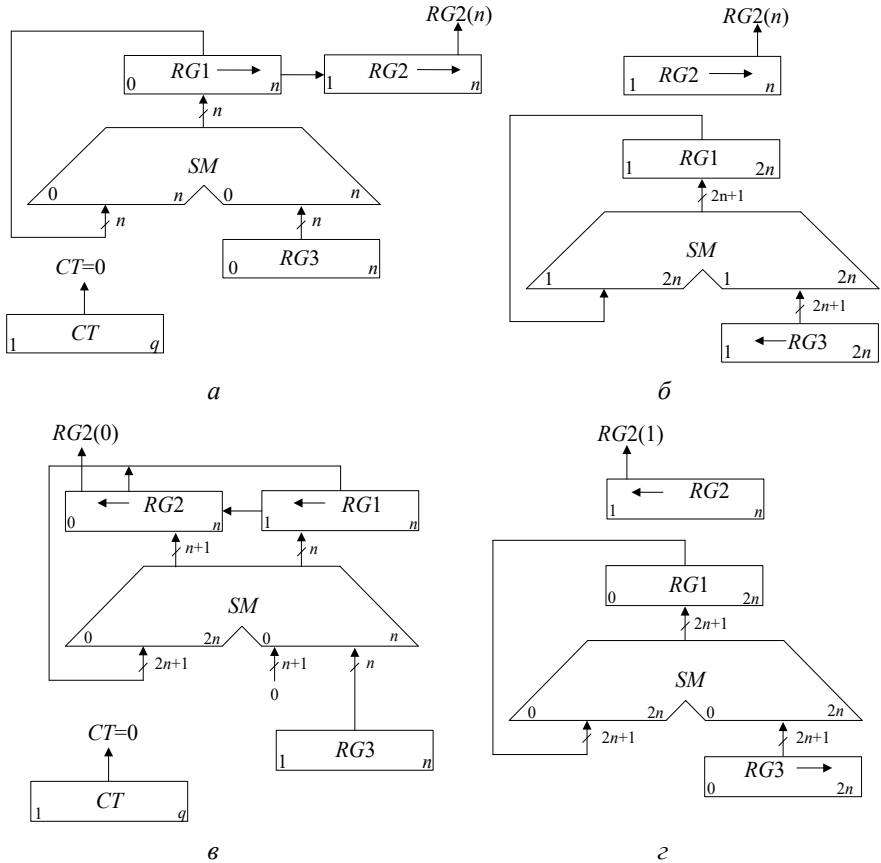 RG2(n)
RG1
0
n
RG2
1
n
n
SM
0
n
0
n
n
n
RG3
0
n
CT=0
CT
1
q
а
RG2(n)
RG2
1
n
RG1
1
2n
2n+1
SM
1
2n
1
2n
2n+1
RG3
1
2n
б
RG2(0)
RG2
0
n
RG1
1
n
n+1
n
SM
0
2n
0
n
2n+1
n+1
n
0
RG3
1
n
CT=0
CT
1
q
в
RG2(1)
RG2
1
n
RG1
0
2n
2n+1
SM
0
2n
0
2n
2n+1
2n+1
RG3
0
2n
г